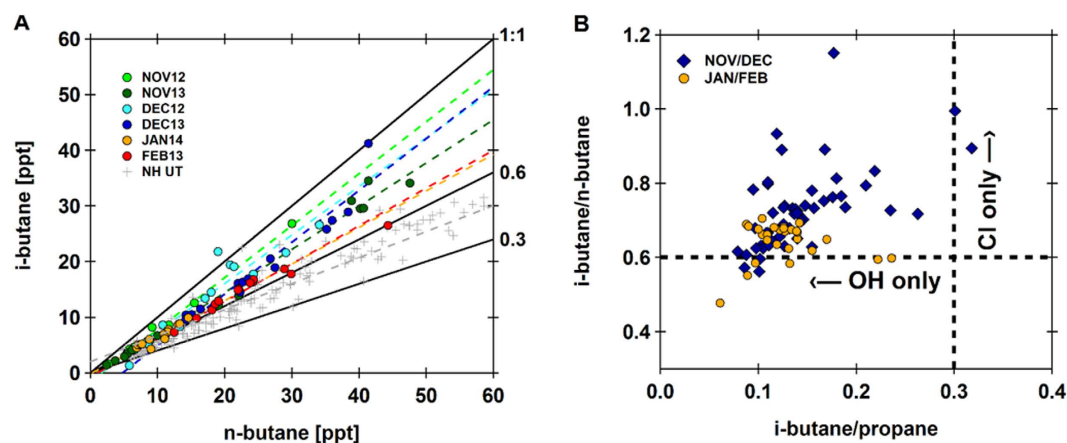 A
60
50
40
30
20
10
0
i-butane [ppt]
NOV12
NOV13
DEC12
DEC13
JAN14
FEB13
NH UT
1:1
0.6
0.3
0 10 20 30 40 50 60
n-butane [ppt]
B
1.2
1.0
0.8
0.6
0.4
i-butane/n-butane
NOV/DEC
JAN/FEB
Cl only —>
<— OH only
0.0 0.1 0.2 0.3 0.4
i-butane/propane